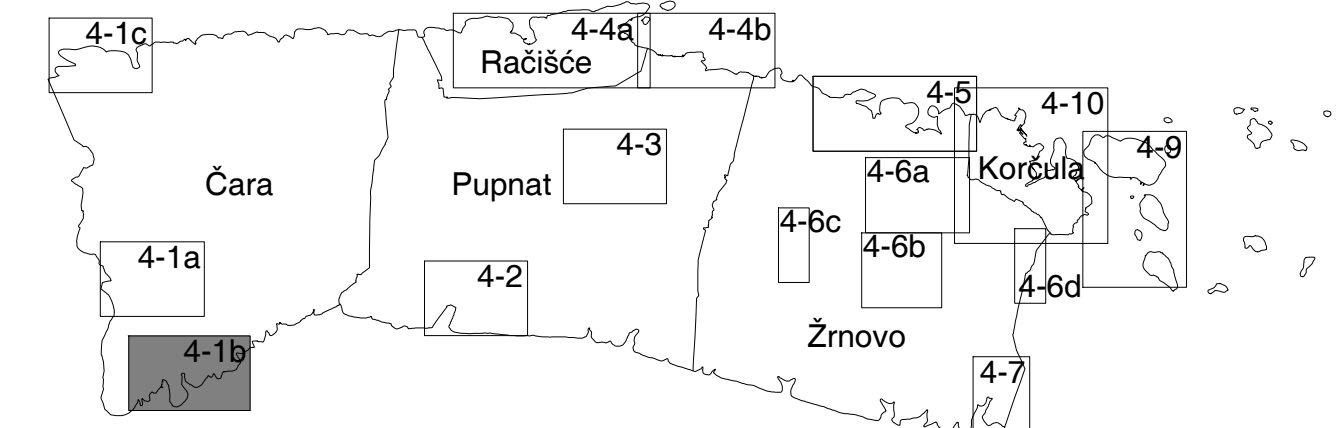 4-1c
4-4a
4-4b
Račišće
4-5
4-10
4-3
4-9
Čara
Pupnat
4-6a
Korčula
4-6c
4-6b
4-1a
4-2
4-6d
Žrnovo
4-1b
4-7